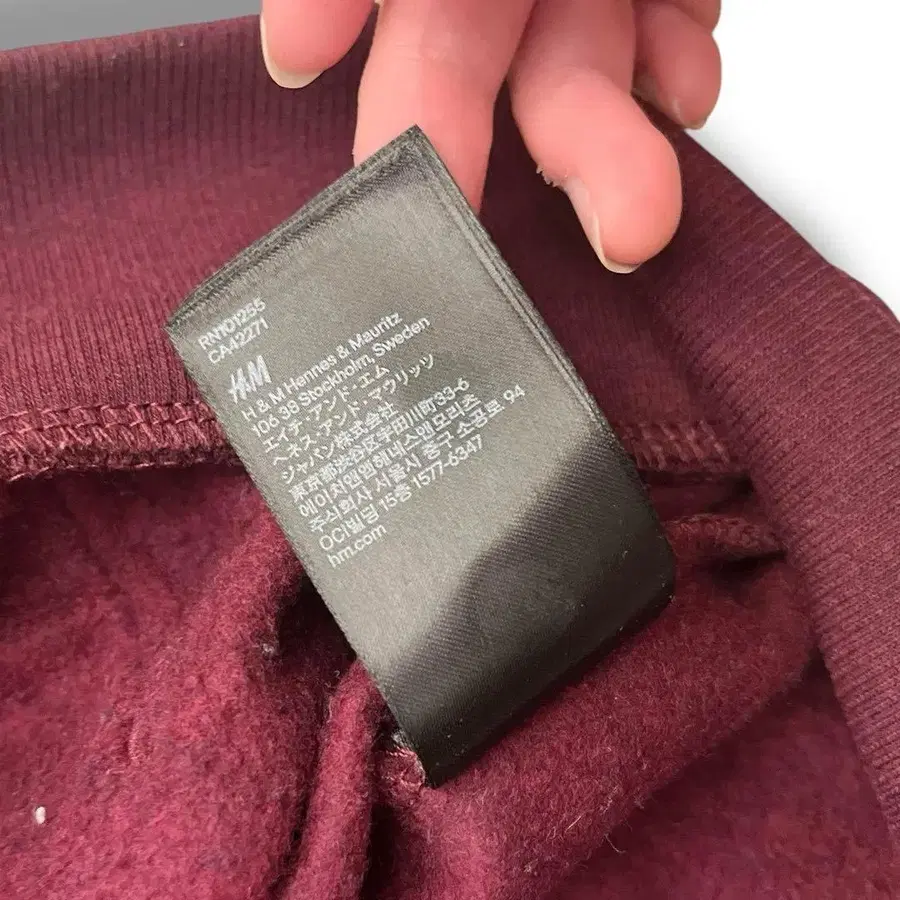 RN101255
CA42271
H&M
H & M Hennes & Mauritz
106 38 Stockholm, Sweden
エイチ・アンド・エム
ヘネス・アンド・マウリッツ
ジャパン株式会社
東京都渋谷区宇田川町33-6
에이치앤엠헤네스앤모리츠
주식회사 서울시 중구 소공로 94
OCI빌딩 15층 1577-6347
hm.com